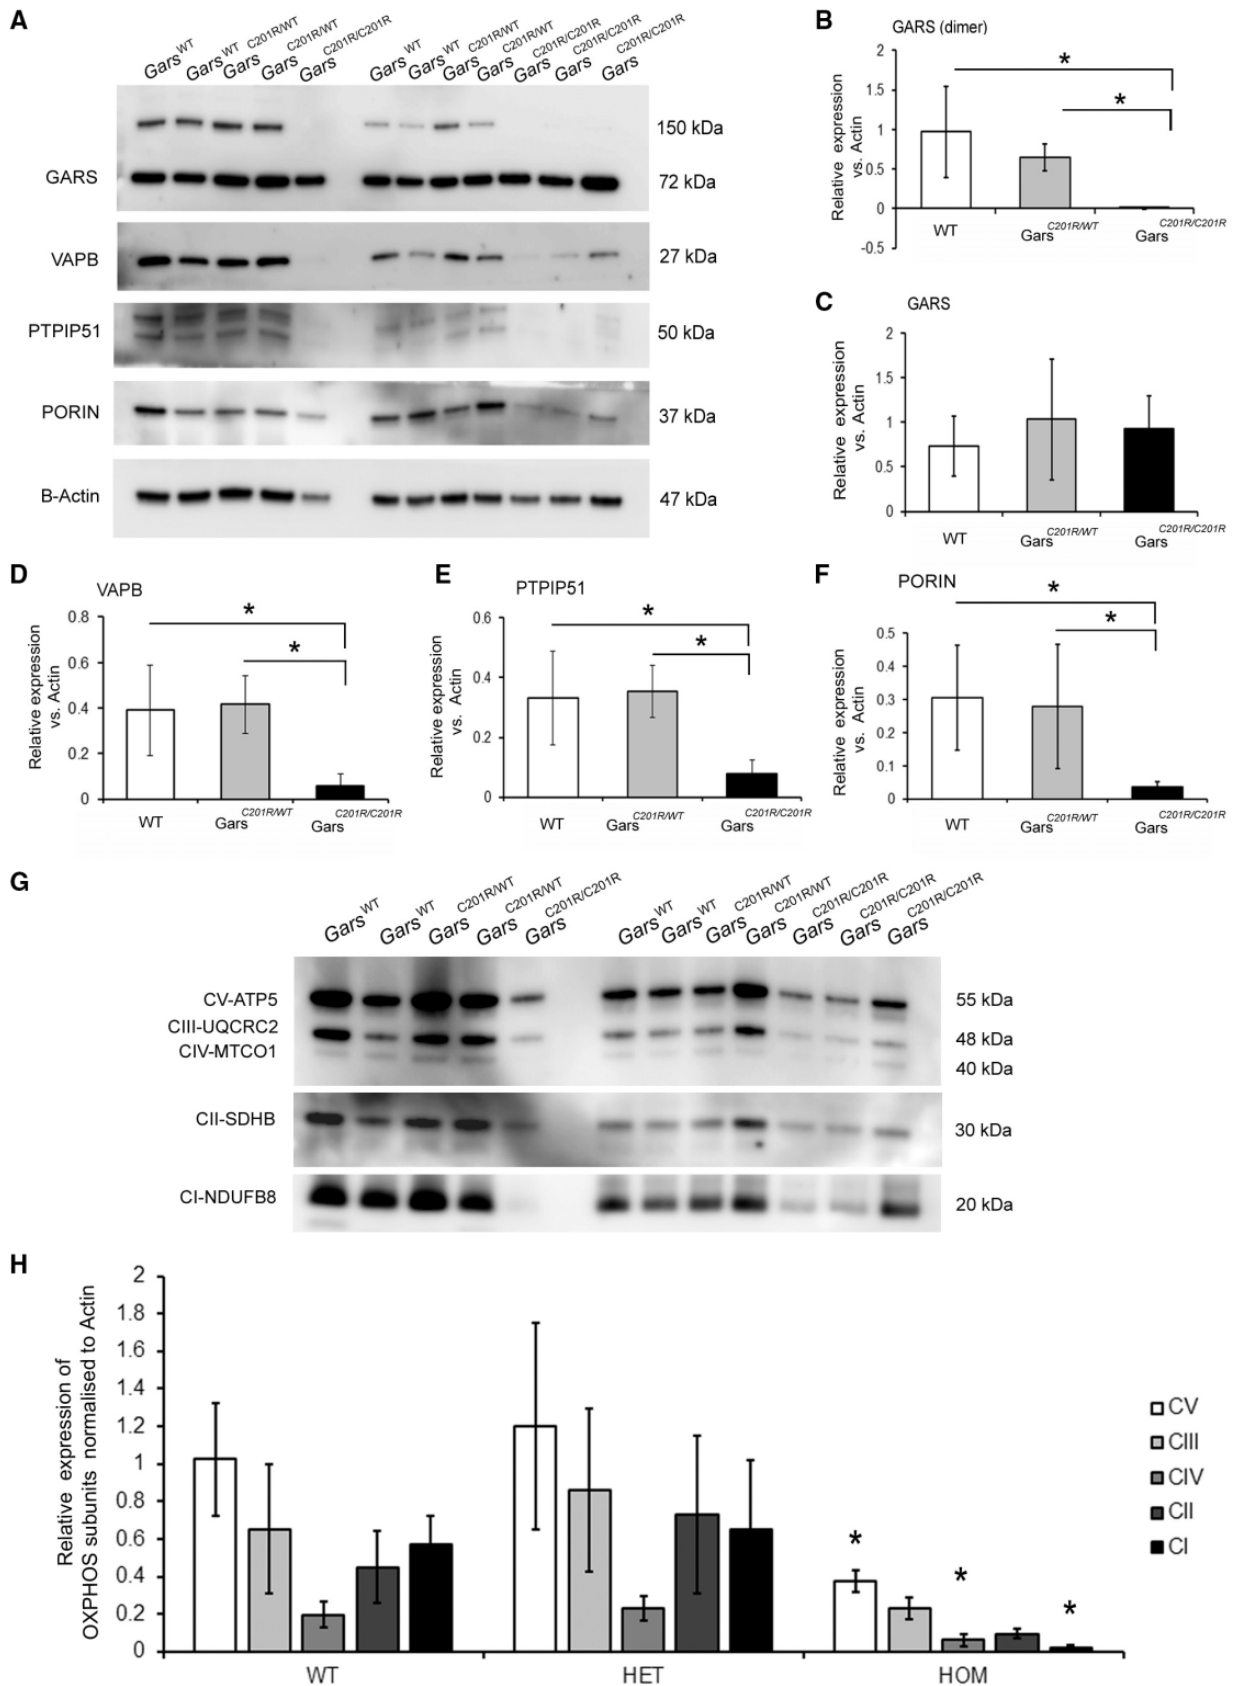 A
Gars WT Gars WT Gars C201R/WT Gars C201R/WT Gars C201R/C201R Gars WT Gars WT Gars C201R/WT Gars C201R/WT Gars C201R/C201R Gars C201R/C201R Gars C201R/C201R
150 kDa
GARS
72 kDa
VAPB
27 kDa
PTPIP51
50 kDa
PORIN
37 kDa
B-Actin
47 kDa
B
GARS (dimer)
Relative expression
vs. Actin
2
1.5
1
0.5
0
-0.5
*
*
WT
Gars C201R/WT
Gars C201R/C201R
C
GARS
Relative expression
vs. Actin
2
1.5
1
0.5
0
WT
Gars C201R/WT
Gars C201R/C201R
D
VAPB
Relative expression
vs. Actin
0.8
0.6
0.4
0.2
0
*
*
WT
Gars C201R/WT
Gars C201R/C201R
E
PTPIP51
Relative expression
vs. Actin
0.6
0.4
0.2
0
*
*
WT
Gars C201R/WT
Gars C201R/C201R
F
PORIN
Relative expression
vs. Actin
0.5
0.4
0.3
0.2
0.1
0
*
*
WT
Gars C201R/WT
Gars C201R/C201R
G
Gars WT Gars WT Gars C201R/WT Gars C201R/WT Gars C201R/C201R Gars WT Gars WT Gars C201R/WT Gars C201R/WT Gars C201R/C201R Gars C201R/C201R Gars C201R/C201R
CV-ATP5
55 kDa
CIII-UQCRC2
48 kDa
CIV-MTCO1
40 kDa
CII-SDHB
30 kDa
CI-NDUFB8
20 kDa
H
Relative expression of
OXPHOS subunits normalised to Actin
2
1.8
1.6
1.4
1.2
1
0.8
0.6
0.4
0.2
0
*
*
*
WT
HET
HOM
CV
CIII
CIV
CII
CI